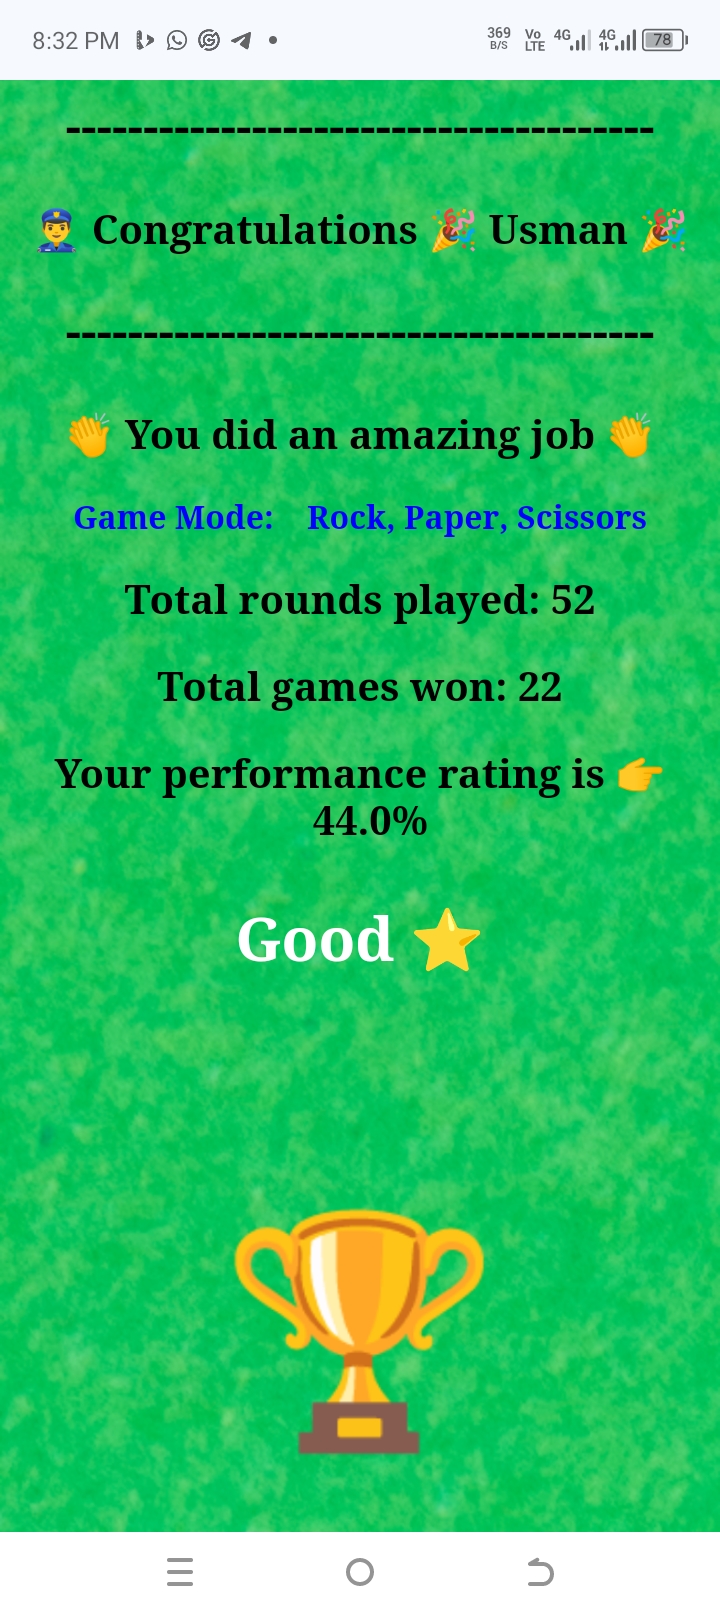 8:32 PM
369 B/S
Vo LTE
4G
4G
78
--------------------------------------
👮 Congratulations 🎉 Usman 🎉
--------------------------------------
👏 You did an amazing job 👏
Game Mode: Rock, Paper, Scissors
Total rounds played: 52
Total games won: 22
Your performance rating is 👉
44.0%
Good ⭐